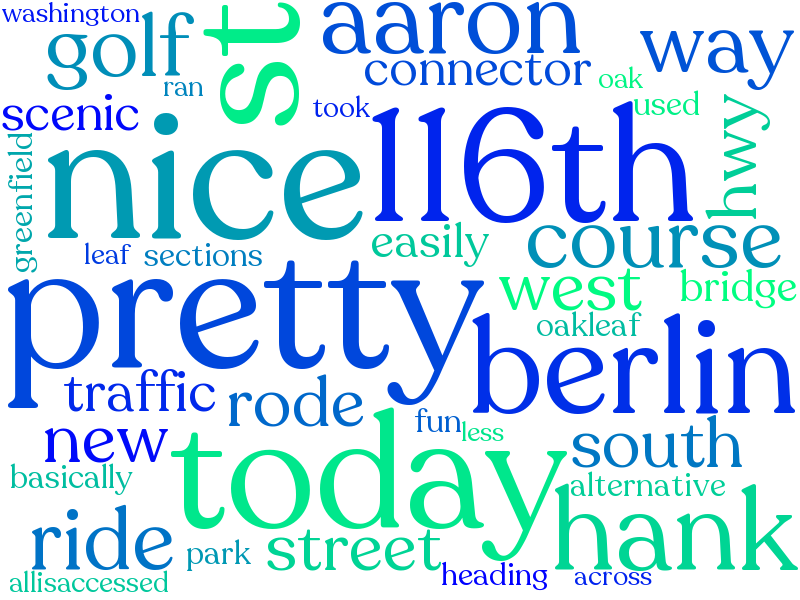 washington
golf
st
aaron
way
connector
ran
oak
scenic
took
used
nice
116th
hwy
greenfield
leaf
sections
easily
course
pretty
west
bridge
oakleaf
berlin
traffic
rode
fun
new
less
today
south
basically
alternative
hank
ride
park
street
heading
across
allisaccessed